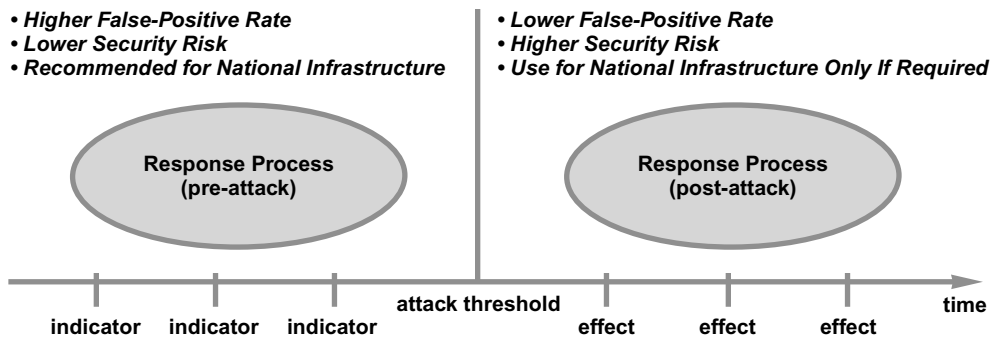 • Higher False-Positive Rate
• Lower Security Risk
• Recommended for National Infrastructure
• Lower False-Positive Rate
• Higher Security Risk
• Use for National Infrastructure Only If Required
Response Process
(pre-attack)
Response Process
(post-attack)
attack threshold
time
indicator
indicator
indicator
effect
effect
effect